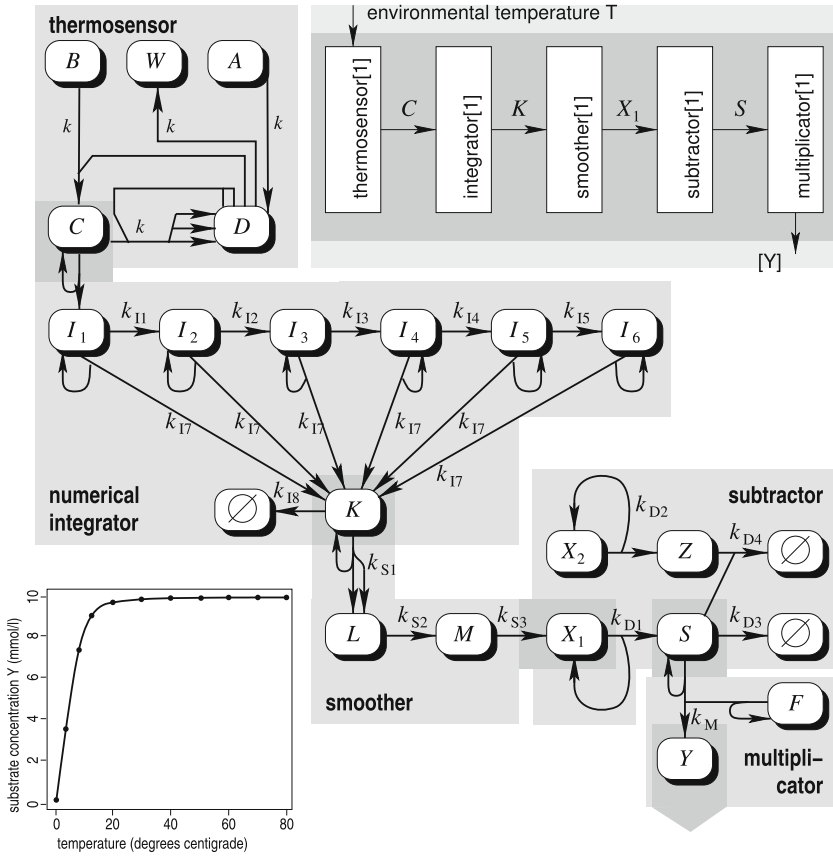 thermosensor
B W A
k k k
C k D
environmental temperature T
thermosensor[1]
C
integrator[1]
K
smoother[1]
X1
subtractor[1]
S
multiplicator[1]
[Y]
I1 kI1 I2 kI2 I3 kI3 I4 kI4 I5 kI5 I6
kI7 kI7 kI7 kI7 kI7 kI7
numerical
integrator
∅ kI8 K
kS1
L kS2 M kS3 X1 kD1 S kD3 ∅
smoother
subtractor
X2 kD2 Z kD4 ∅
kM F
Y
multipli–
cator
substrate concentration Y (mmol/l)
10
8
6
4
2
0
0 20 40 60 80
temperature (degrees centigrade)